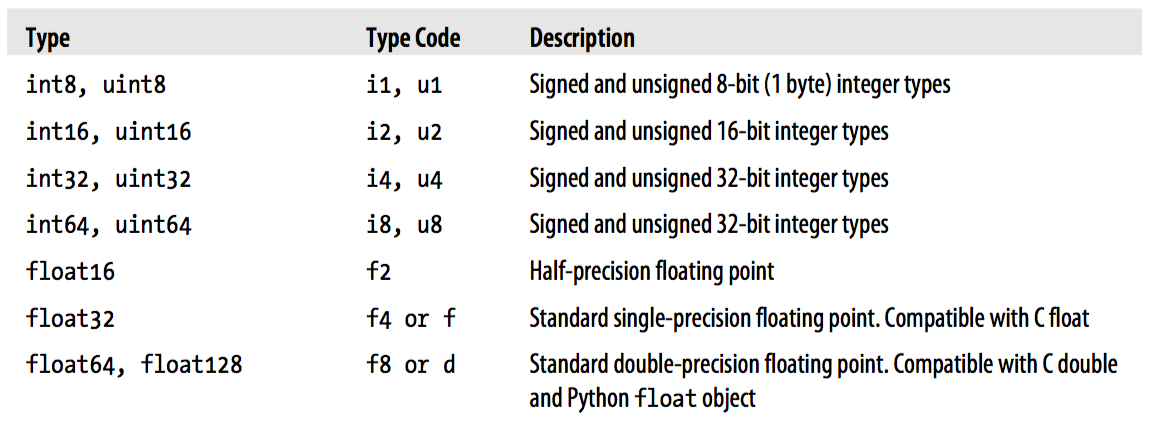 Type Type Code Description
int8, uint8 i1, u1 Signed and unsigned 8-bit (1 byte) integer types
int16, uint16 i2, u2 Signed and unsigned 16-bit integer types
int32, uint32 i4, u4 Signed and unsigned 32-bit integer types
int64, uint64 i8, u8 Signed and unsigned 32-bit integer types
float16 f2 Half-precision floating point
float32 f4 or f Standard single-precision floating point. Compatible with C float
float64, float128 f8 or d Standard double-precision floating point. Compatible with C double
and Python float object